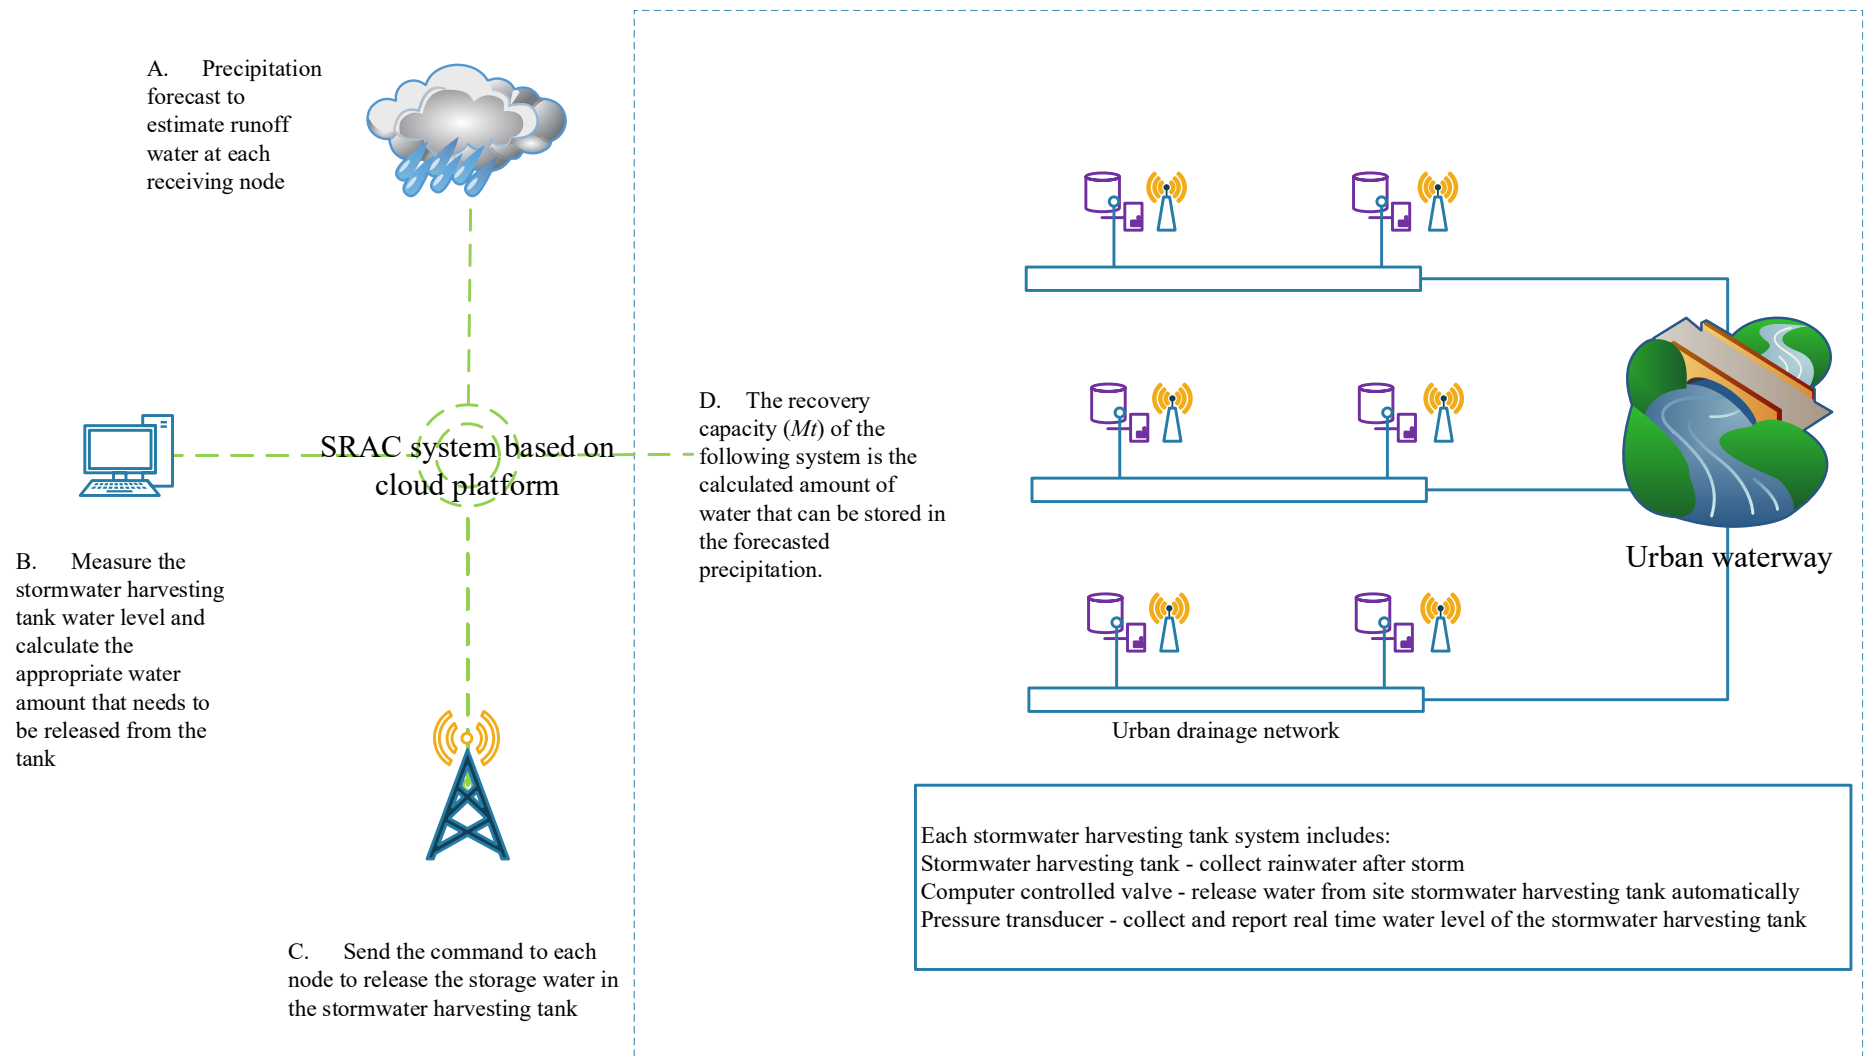 A. Precipitation
forecast to
estimate runoff
water at each
receiving node
SRAC system based on
cloud platform
B. Measure the
stormwater harvesting
tank water level and
calculate the
appropriate water
amount that needs to
be released from the
tank
C. Send the command to each
node to release the storage water in
the stormwater harvesting tank
D. The recovery
capacity (Mt) of the
following system is the
calculated amount of
water that can be stored in
the forecasted
precipitation.
Urban waterway
Urban drainage network
Each stormwater harvesting tank system includes:
Stormwater harvesting tank - collect rainwater after storm
Computer controlled valve - release water from site stormwater harvesting tank automatically
Pressure transducer - collect and report real time water level of the stormwater harvesting tank